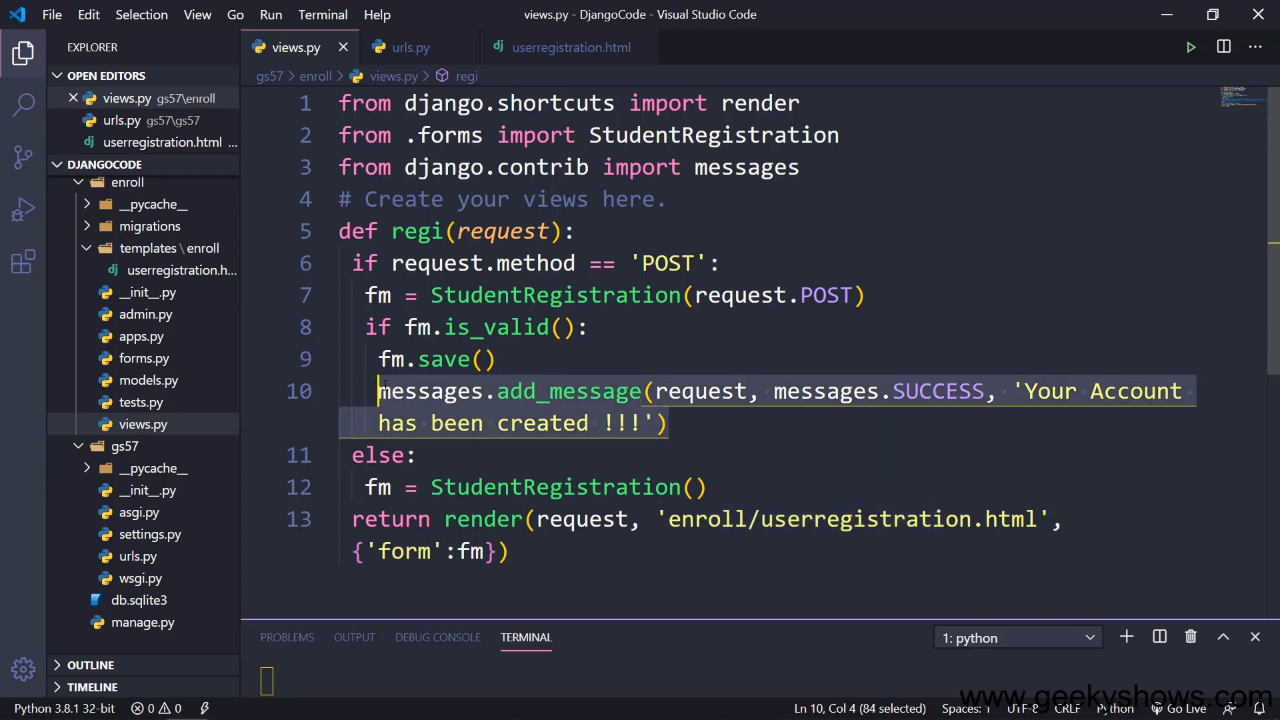 File Edit Selection View Go Run Terminal Help views.py - DjangoCode - Visual Studio Code
EXPLORER
OPEN EDITORS
views.py gs57\enroll
urls.py gs57\gs57
userregistration.html ...
DJANGOCODE
enroll
__pycache__
migrations
templates \ enroll
userregistration.h...
__init__.py
admin.py
apps.py
forms.py
models.py
tests.py
views.py
gs57
__pycache__
__init__.py
asgi.py
settings.py
urls.py
wsgi.py
db.sqlite3
manage.py
OUTLINE
TIMELINE
views.py urls.py userregistration.html
gs57 > enroll > views.py > regi
1 from django.shortcuts import render
2 from .forms import StudentRegistration
3 from django.contrib import messages
4 # Create your views here.
5 def regi(request):
6 if request.method == 'POST':
7 fm = StudentRegistration(request.POST)
8 if fm.is_valid():
9 fm.save()
10 messages.add_message(request, messages.SUCCESS, 'Your Account
has been created !!!')
11 else:
12 fm = StudentRegistration()
13 return render(request, 'enroll/userregistration.html',
{'form':fm})
PROBLEMS OUTPUT DEBUG CONSOLE TERMINAL 1: python
www.geekyshows.com
Python 3.8.1 32-bit 0 0 Ln 10, Col 4 (84 selected) Spaces: 1 UTF-8 CRLF Python Go Live